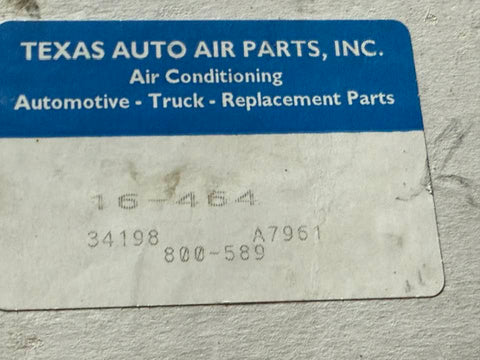 TEXAS AUTO AIR PARTS, INC.
Air Conditioning
Automotive - Truck - Replacement Parts
16-464
34198 A7961
800-589